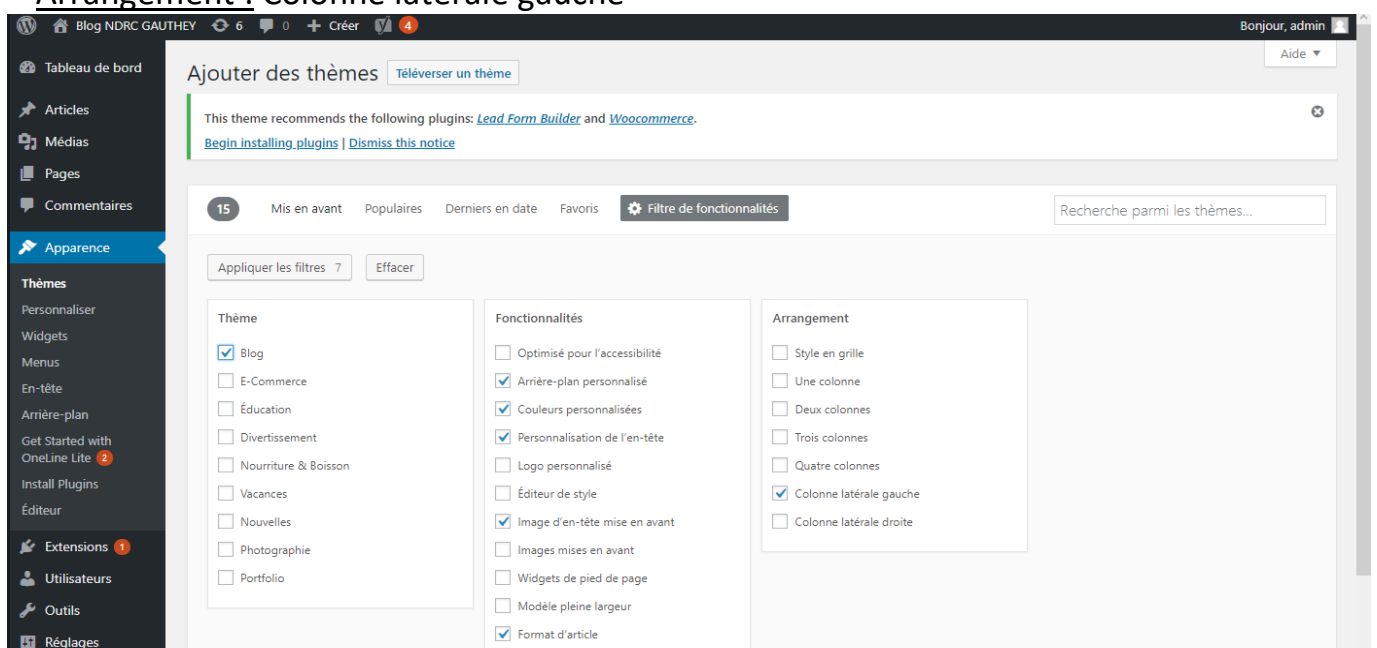 Arrangement : Colonne latérale gauche
Blog NDRC GAUTHEY 6 0 + Créer 4 Bonjour, admin
Aide ▼
Tableau de bord
Articles
Médias
Pages
Commentaires
Apparence
Thèmes
Personnaliser
Widgets
Menus
En-tête
Arrière-plan
Get Started with
OneLine Lite 2
Install Plugins
Éditeur
Extensions 1
Utilisateurs
Outils
Réglages
Ajouter des thèmes Téléverser un thème
This theme recommends the following plugins: Lead Form Builder and Woocommerce.
Begin installing plugins | Dismiss this notice
15 Mis en avant Populaires Derniers en date Favoris Filtre de fonctionnalités Recherche parmi les thèmes...
Appliquer les filtres 7 Effacer
Thème
Blog
E-Commerce
Éducation
Divertissement
Nourriture & Boisson
Vacances
Nouvelles
Photographie
Portfolio
Fonctionnalités
Optimisé pour l'accessibilité
Arrière-plan personnalisé
Couleurs personnalisées
Personnalisation de l'en-tête
Logo personnalisé
Éditeur de style
Image d'en-tête mise en avant
Images mises en avant
Widgets de pied de page
Modèle pleine largeur
Format d'article
Arrangement
Style en grille
Une colonne
Deux colonnes
Trois colonnes
Quatre colonnes
Colonne latérale gauche
Colonne latérale droite